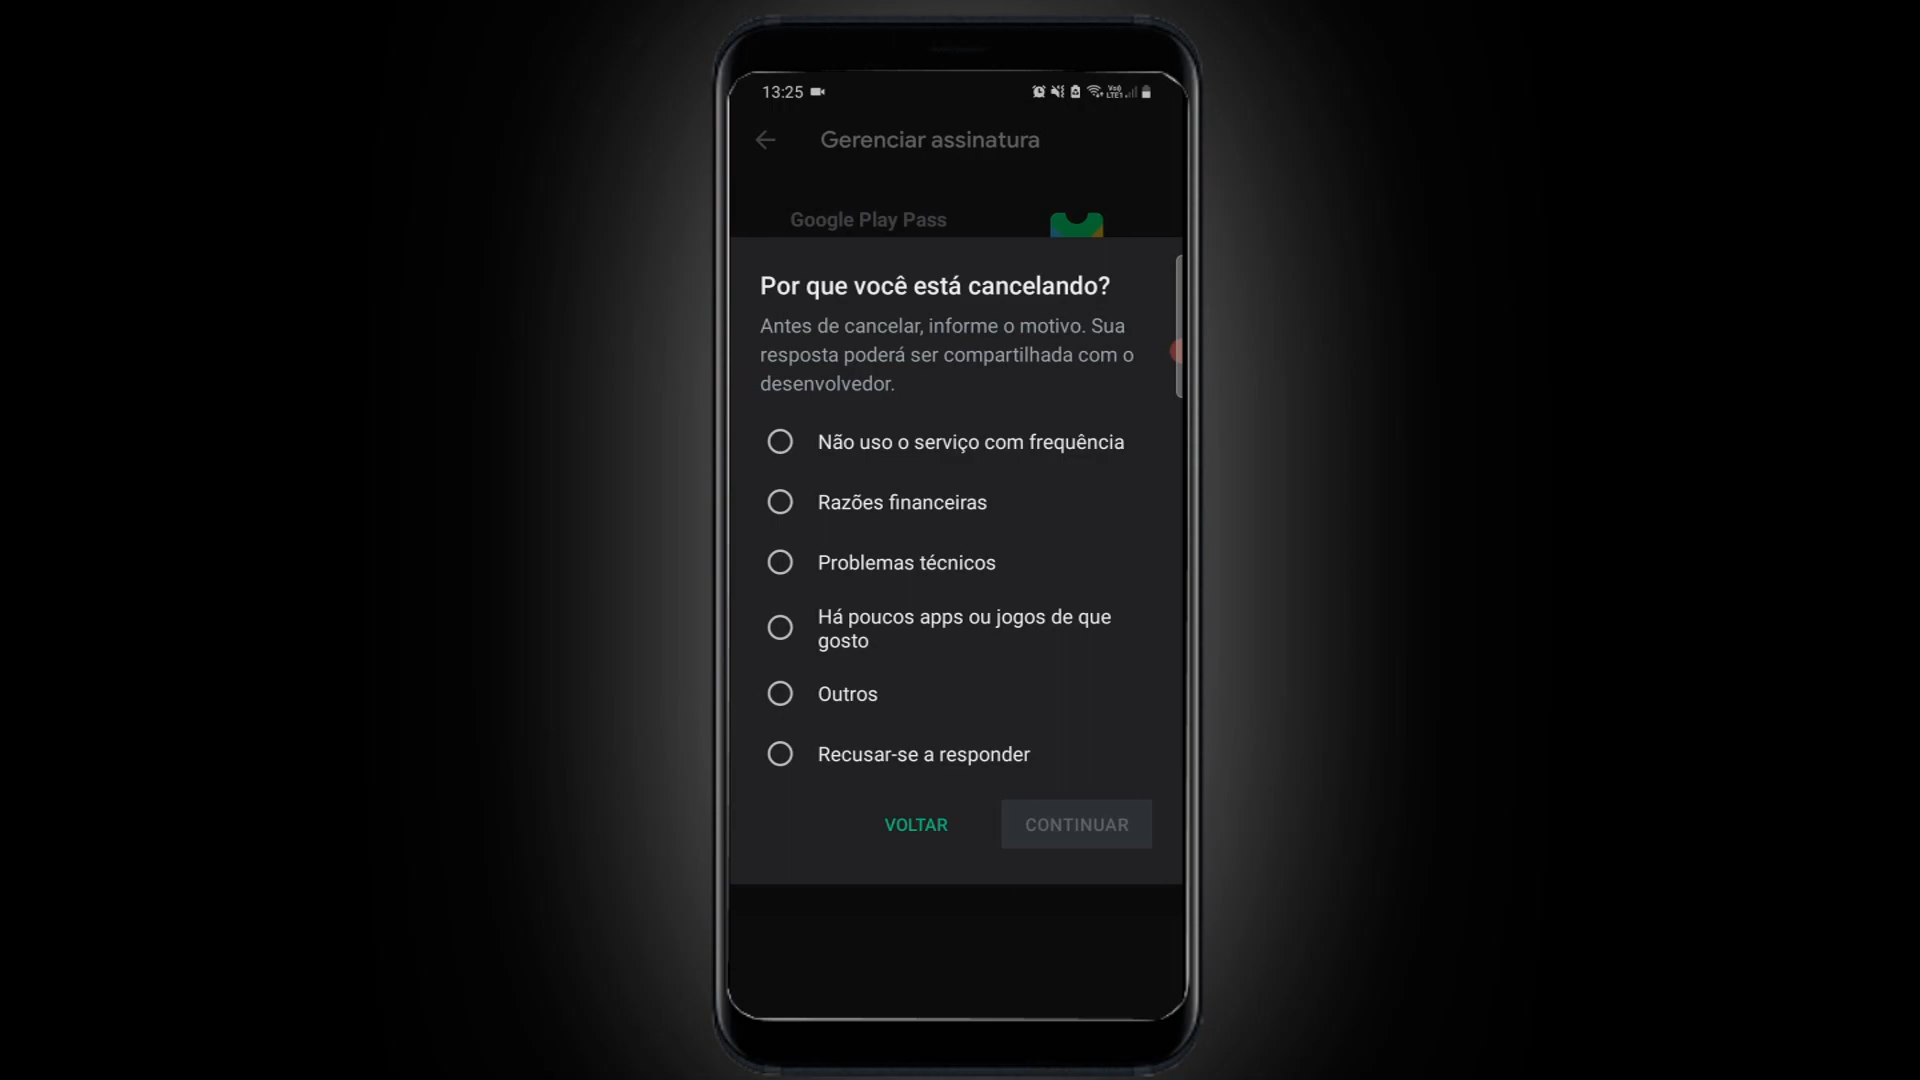 13:25
Gerenciar assinatura
Google Play Pass
Por que você está cancelando?
Antes de cancelar, informe o motivo. Sua
resposta poderá ser compartilhada com o
desenvolvedor.
Não uso o serviço com frequência
Razões financeiras
Problemas técnicos
Há poucos apps ou jogos de que
gosto
Outros
Recusar-se a responder
VOLTAR CONTINUAR